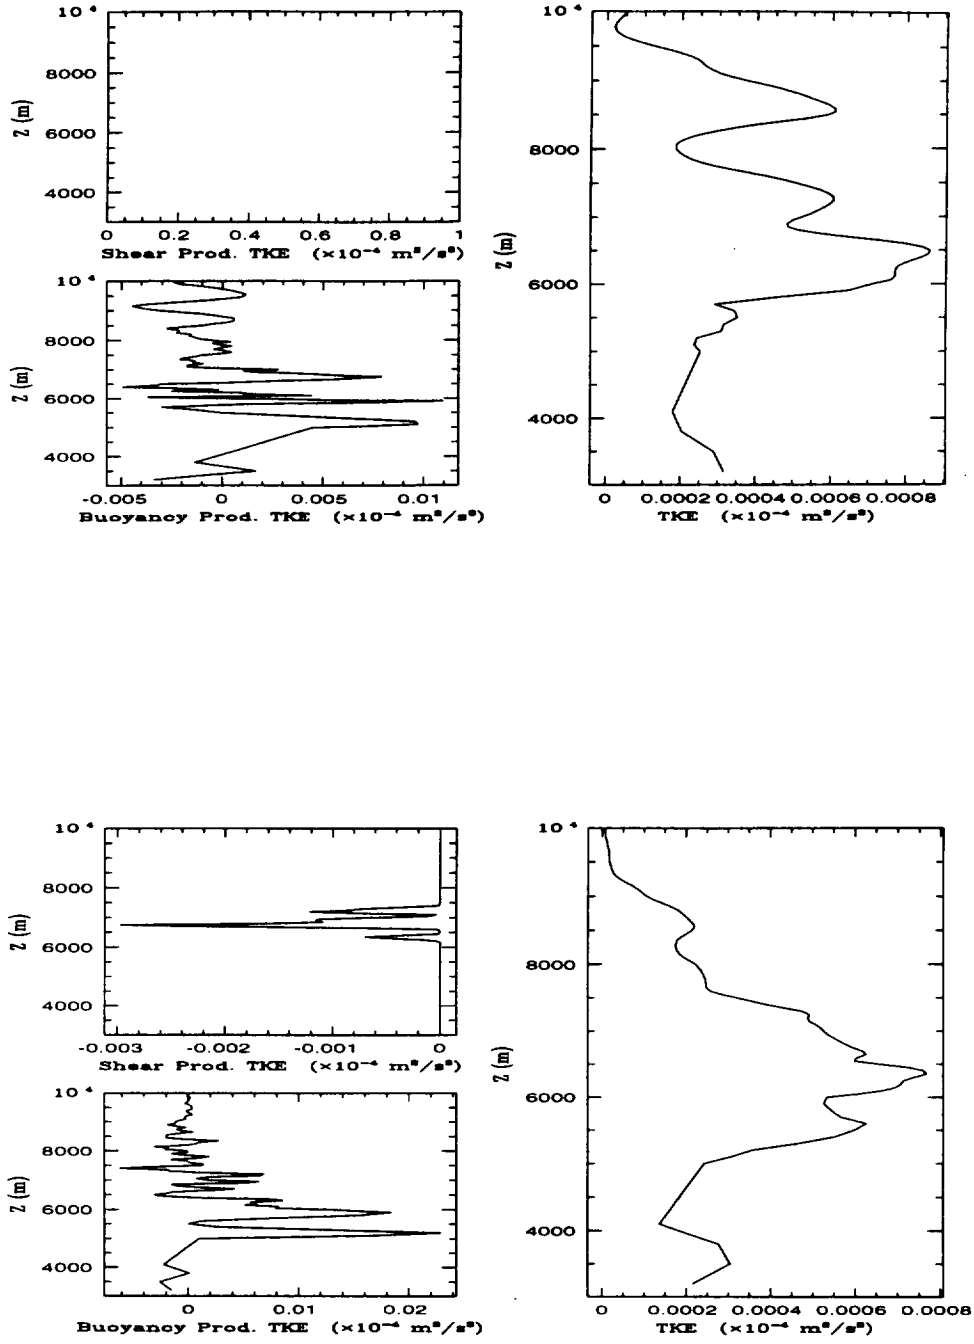 10⁴
8000
6000
4000
Z (m)
0 0.2 0.4 0.6 0.8 1
Shear Prod. TKE (×10⁻⁴ m²/s³)
10⁴
8000
6000
4000
Z (m)
-0.005 0 0.005 0.01
Buoyancy Prod. TKE (×10⁻⁴ m²/s³)
10⁴
8000
6000
4000
Z (m)
0 0.0002 0.0004 0.0006 0.0008
TKE (×10⁻⁴ m²/s²)
10⁴
8000
6000
4000
Z (m)
-0.003 -0.002 -0.001 0
Shear Prod. TKE (×10⁻⁴ m²/s³)
10⁴
8000
6000
4000
Z (m)
0 0.01 0.02
Buoyancy Prod. TKE (×10⁻⁴ m²/s³)
10⁴
8000
6000
4000
Z (m)
0 0.0002 0.0004 0.0006 0.0008
TKE (×10⁻⁴ m²/s²)